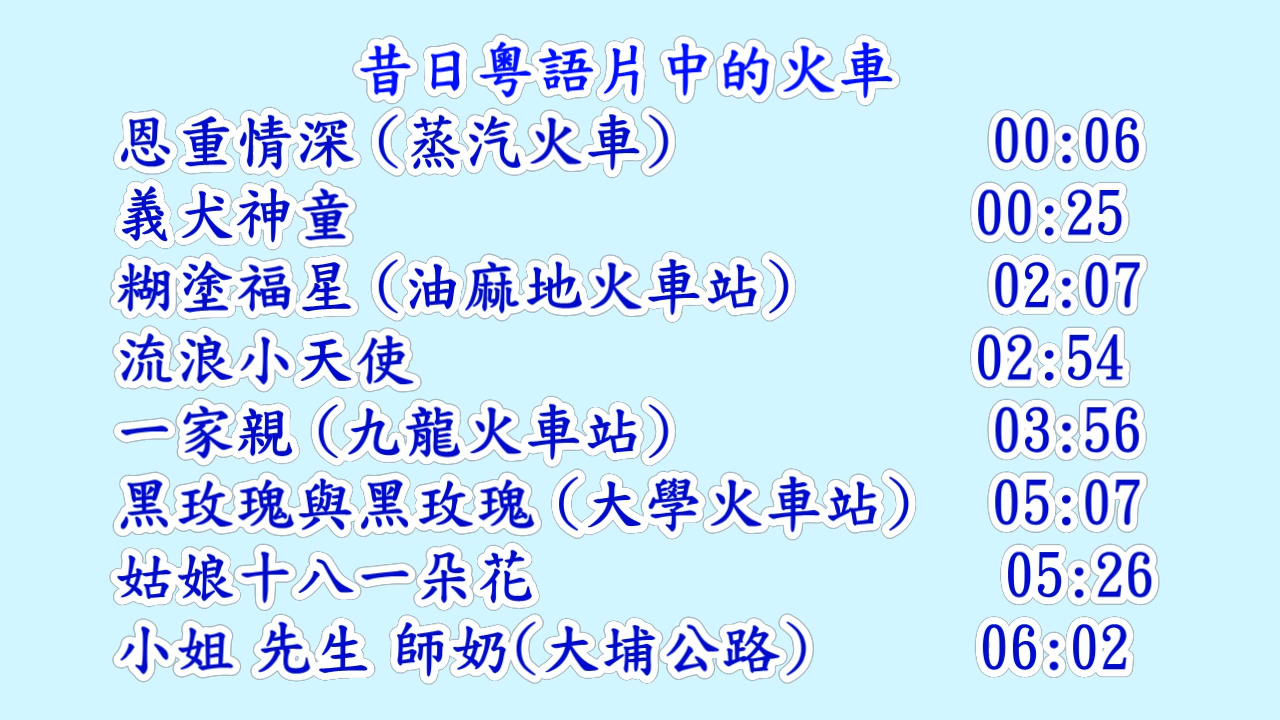 昔日粵語片中的火車
恩重情深（蒸汽火車） 00:06
義犬神童 00:25
糊塗福星（油麻地火車站） 02:07
流浪小天使 02:54
一家親（九龍火車站） 03:56
黑玫瑰與黑玫瑰（大學火車站） 05:07
姑娘十八一朵花 05:26
小姐 先生 師奶(大埔公路） 06:02